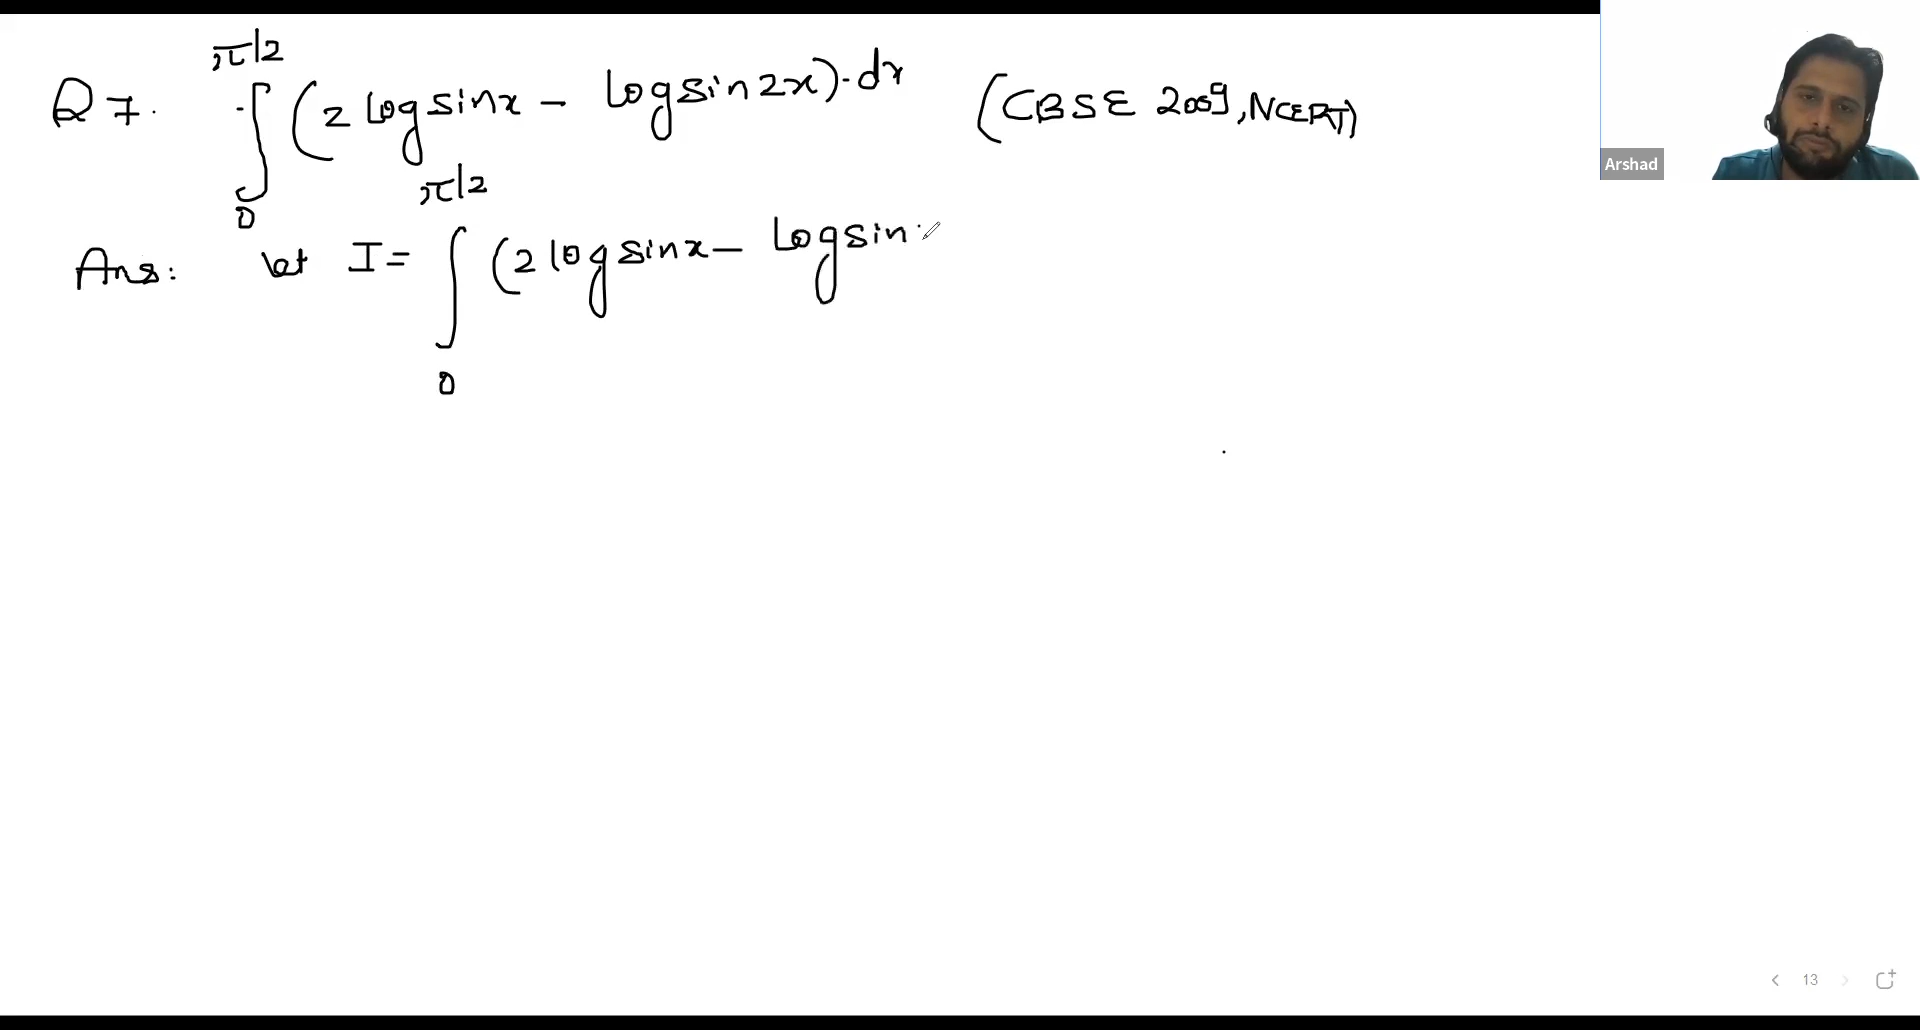 Q 7. ∫₀^π/2 (2 log sin x − log sin 2x)·dx (CBSE 2009, NCERT)
Ans: let I = ∫₀^π/2 (2 log sin x − log sin
Arshad
13